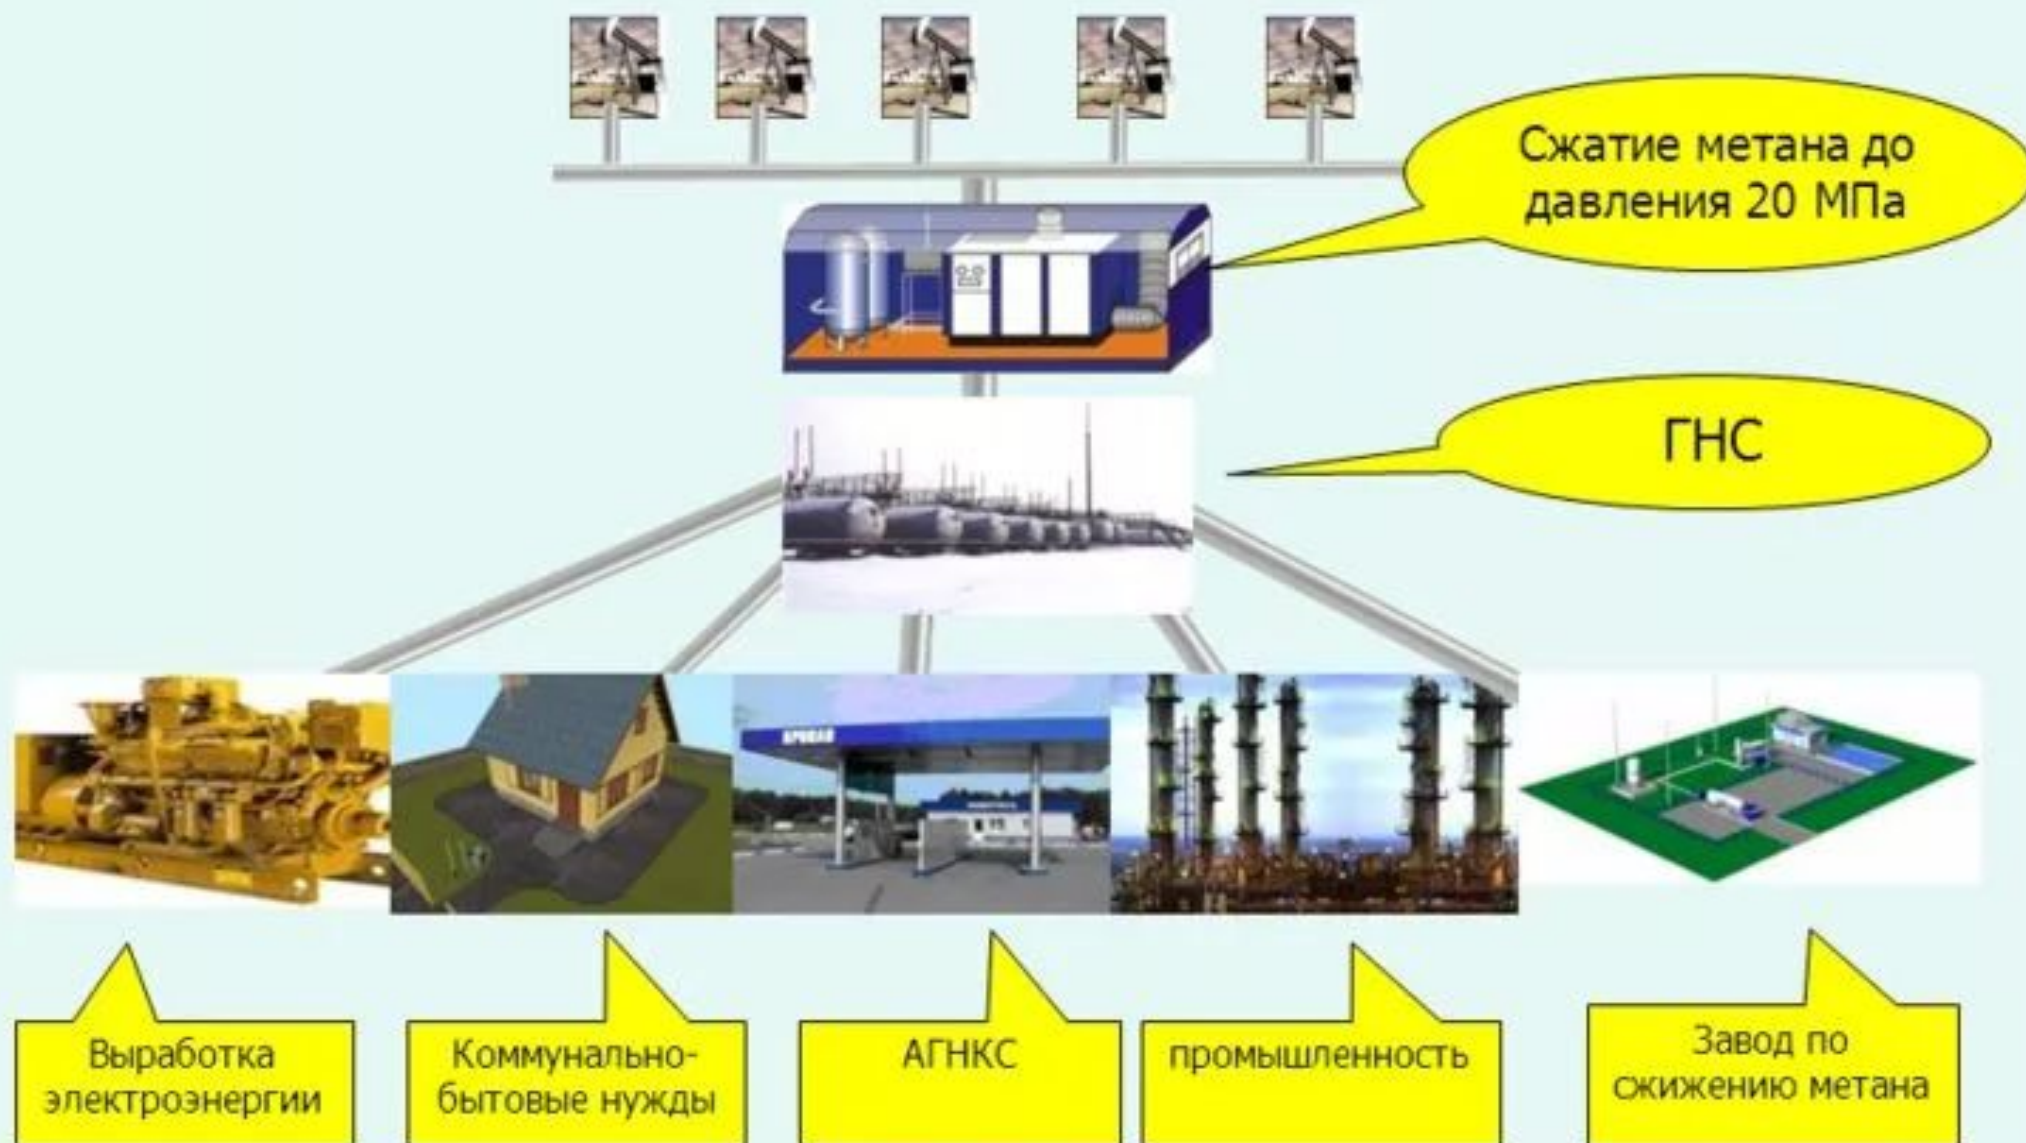 Сжатие метана до
давления 20 МПа
ГНС
Выработка
электроэнергии
Коммунально-
бытовые нужды
АГНКС
промышленность
Завод по
сжижению метана